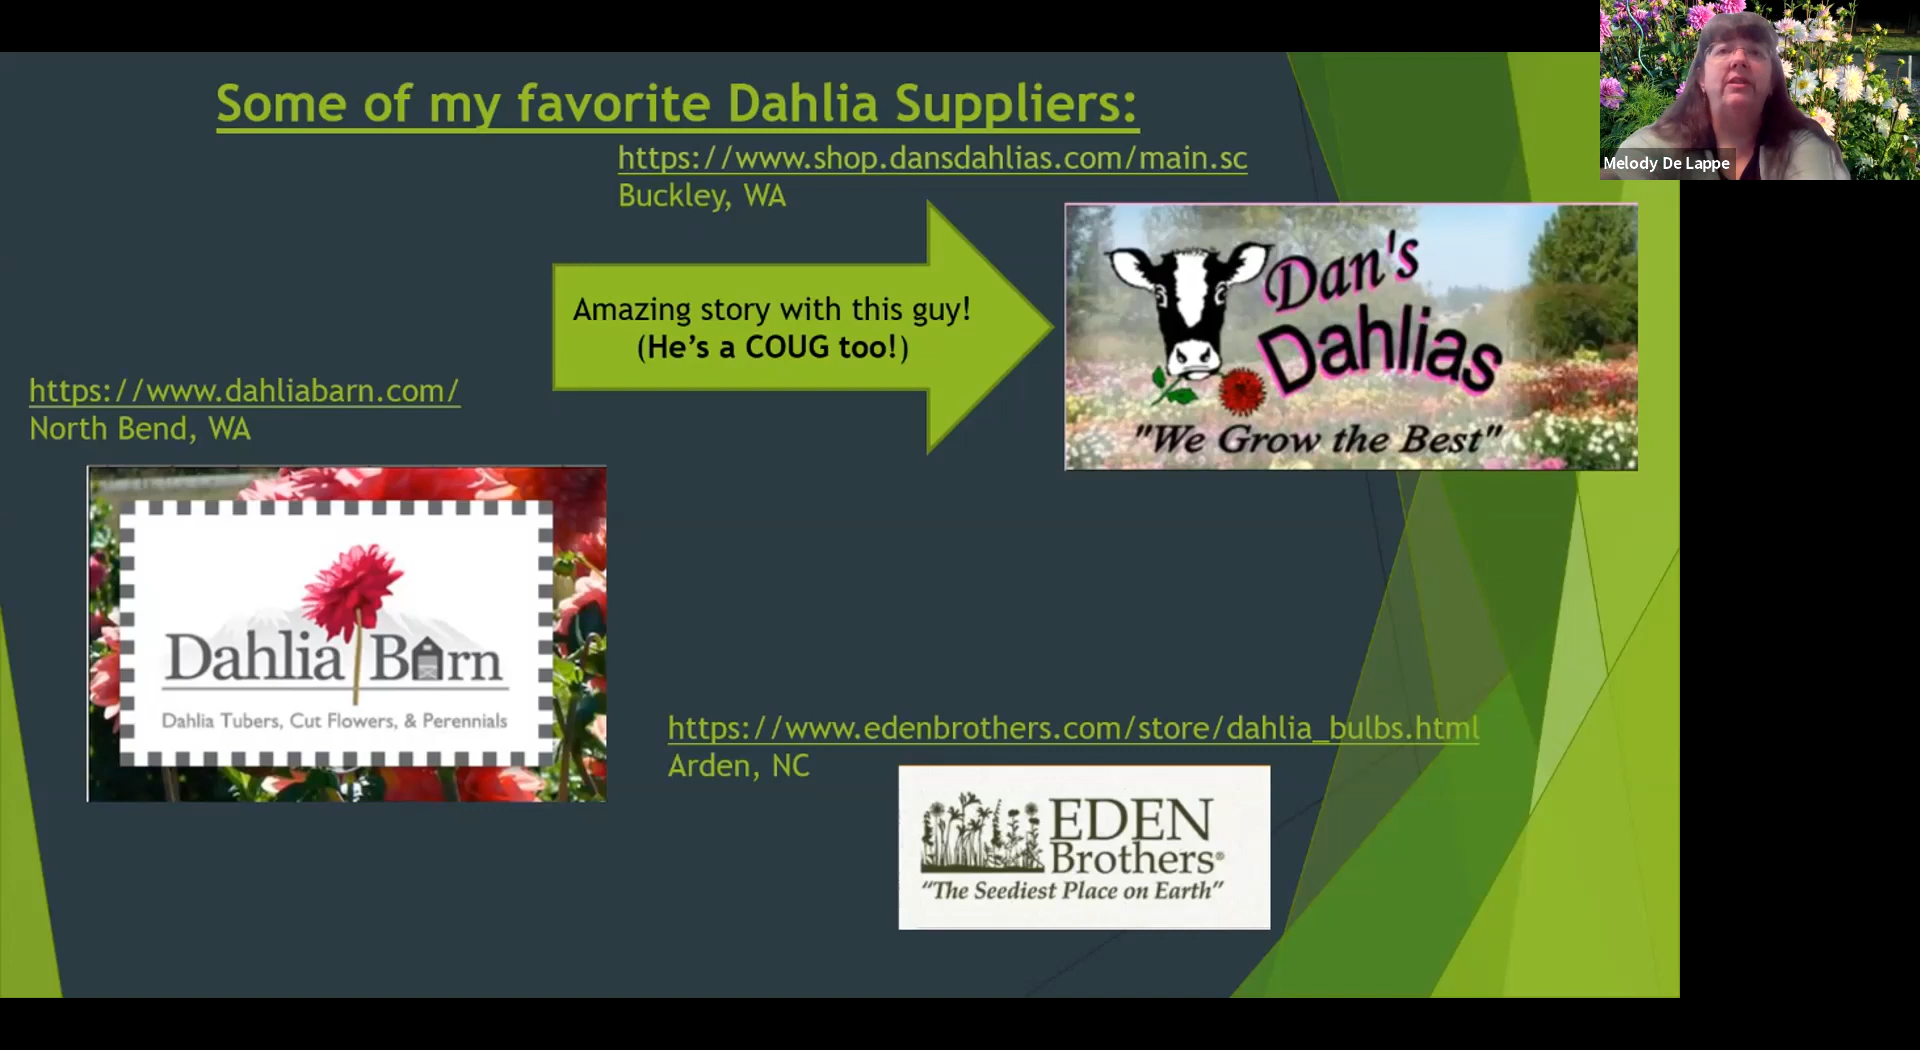 Some of my favorite Dahlia Suppliers:
https://www.shop.dansdahlias.com/main.sc
Buckley, WA
Melody De Lappe
Amazing story with this guy!
(He's a COUG too!)
Dan's
Dahlias
"We Grow the Best"
https://www.dahliabarn.com/
North Bend, WA
Dahlia Barn
Dahlia Tubers, Cut Flowers, & Perennials
https://www.edenbrothers.com/store/dahlia_bulbs.html
Arden, NC
EDEN
Brothers®
"The Seediest Place on Earth"